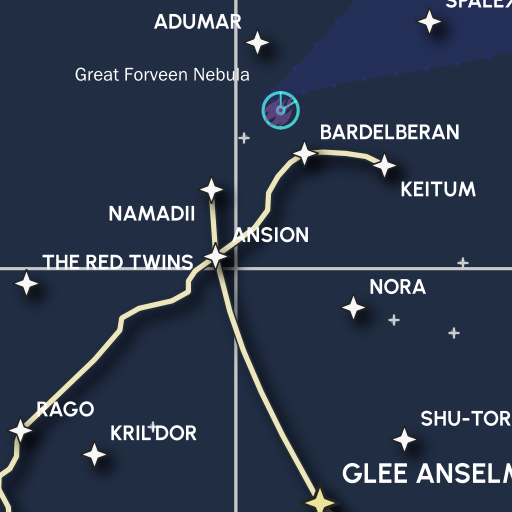 ADUMAR
Great Forveen Nebula
BARDELBERAN
KEITUM
NAMADII
ANSION
THE RED TWINS
NORA
RAGO
KRIL'DOR
SHU-TOR
GLEE ANSELM